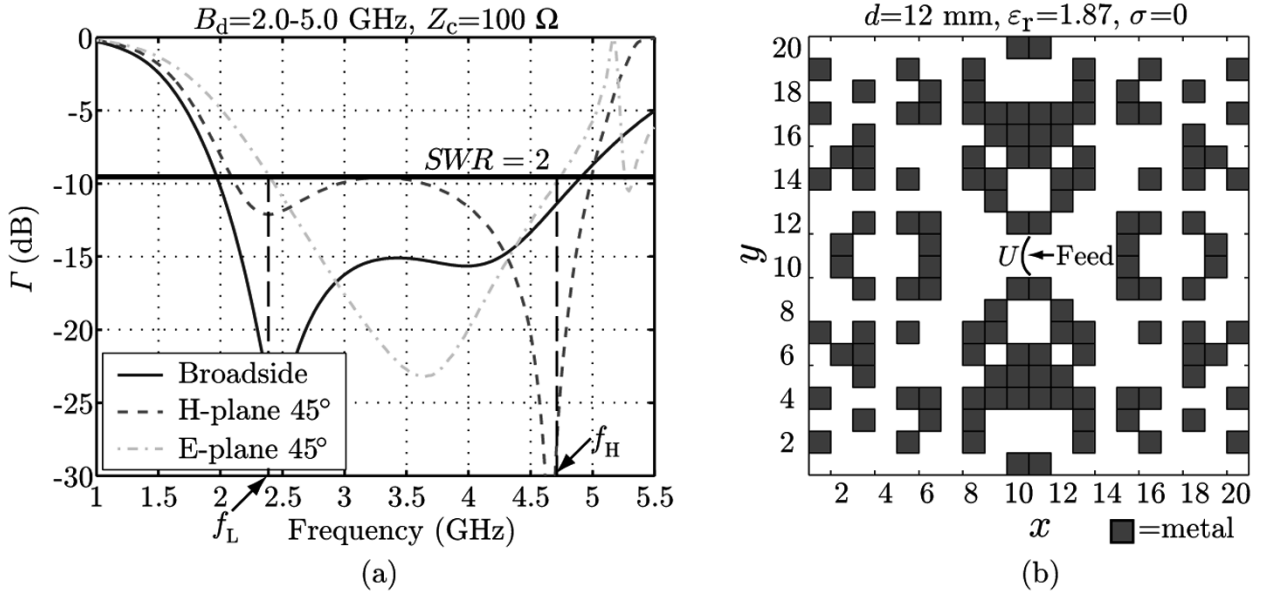 B_d=2.0-5.0 GHz, Z_c=100 Ω
0
-5
-10
-15
-20
-25
-30
Γ (dB)
SWR = 2
Broadside
H-plane 45°
E-plane 45°
f_H
1 1.5 2 2.5 3 3.5 4 4.5 5 5.5
f_L
Frequency (GHz)
(a)
d=12 mm, ε_r=1.87, σ=0
20
18
16
14
12
10
8
6
4
2
y
U Feed
2 4 6 8 10 12 14 16 18 20
x
=metal
(b)